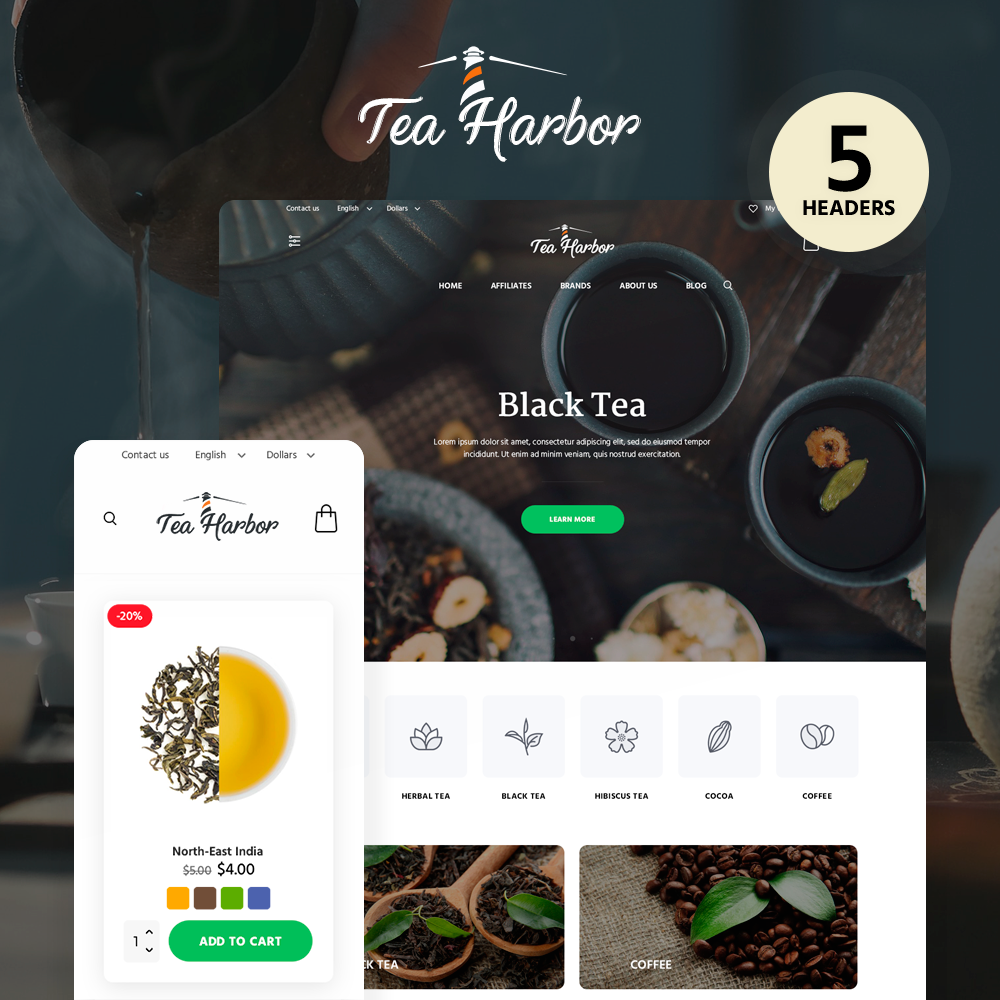 Tea Harbor
5
HEADERS
Contact us English Dollars My
Tea Harbor
HOME AFFILIATES BRANDS ABOUT US BLOG
Black Tea
Lorem ipsum dolor sit amet, consectetur adipiscing elit, sed do eiusmod tempor
incididunt. Ut enim ad minim veniam, quis nostrud exercitation.
LEARN MORE
Contact us English Dollars
Tea Harbor
-20%
North-East India
$5.00 $4.00
1 ADD TO CART
HERBAL TEA BLACK TEA HIBISCUS TEA COCOA COFFEE
CK TEA
COFFEE